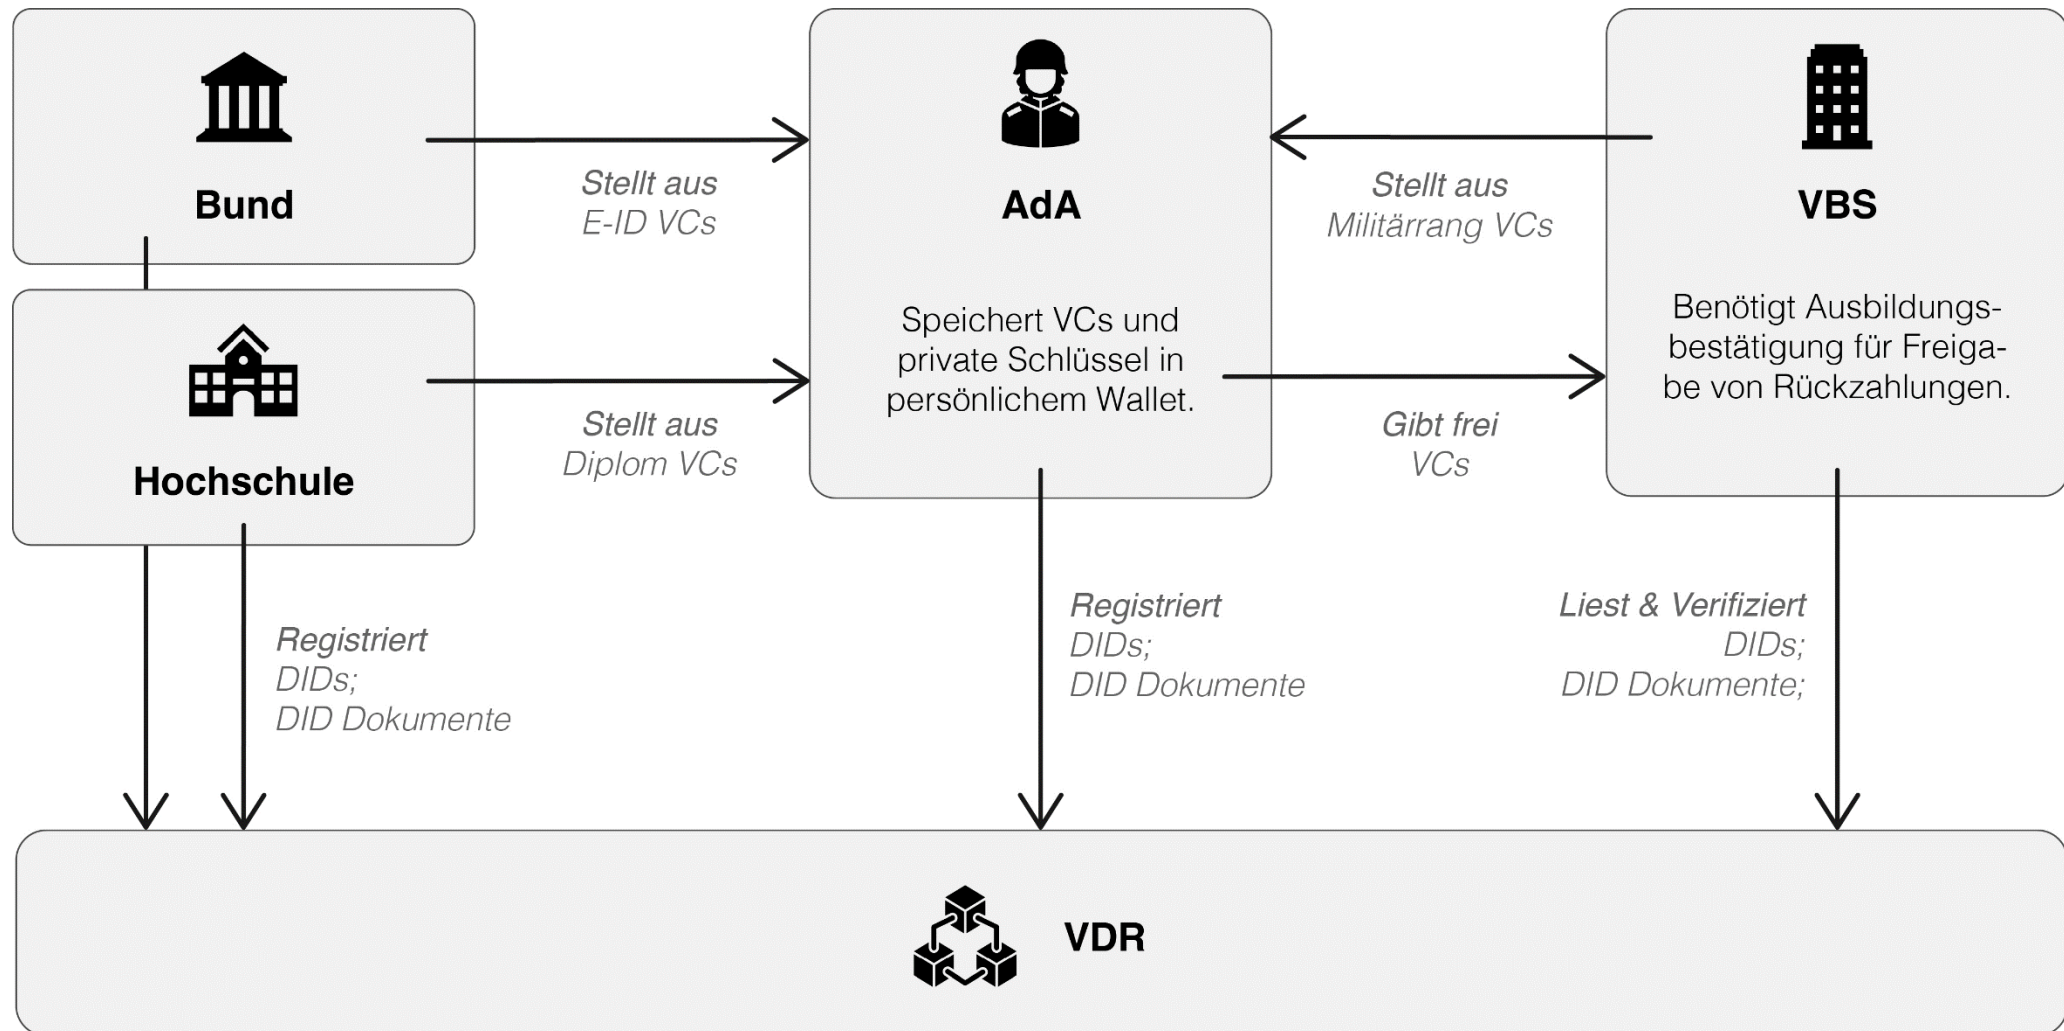 Bund
Stellt aus
E-ID VCs
Hochschule
Stellt aus
Diplom VCs
AdA
Speichert VCs und
private Schlüssel in
persönlichem Wallet.
Stellt aus
Militärrang VCs
Gibt frei
VCs
VBS
Benötigt Ausbildungs-
bestätigung für Freiga-
be von Rückzahlungen.
Registriert
DIDs;
DID Dokumente
Registriert
DIDs;
DID Dokumente
Liest & Verifiziert
DIDs;
DID Dokumente;
VDR